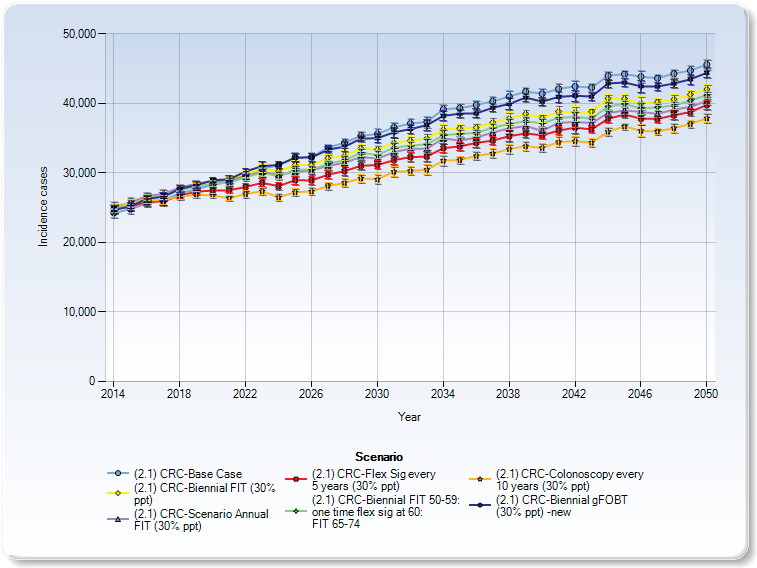 50,000
40,000
30,000
20,000
10,000
0
Incidence cases
2014 2018 2022 2026 2030 2034 2038 2042 2046 2050
Year
Scenario
(2.1) CRC-Base Case
(2.1) CRC-Biennial FIT (30%
ppt)
(2.1) CRC-Scenario Annual
FIT (30% ppt)
(2.1) CRC-Flex Sig every
5 years (30% ppt)
(2.1) CRC-Biennial FIT 50-59:
one time flex sig at 60:
FIT 65-74
(2.1) CRC-Colonoscopy every
10 years (30% ppt)
(2.1) CRC-Biennial gFOBT
(30% ppt) -new